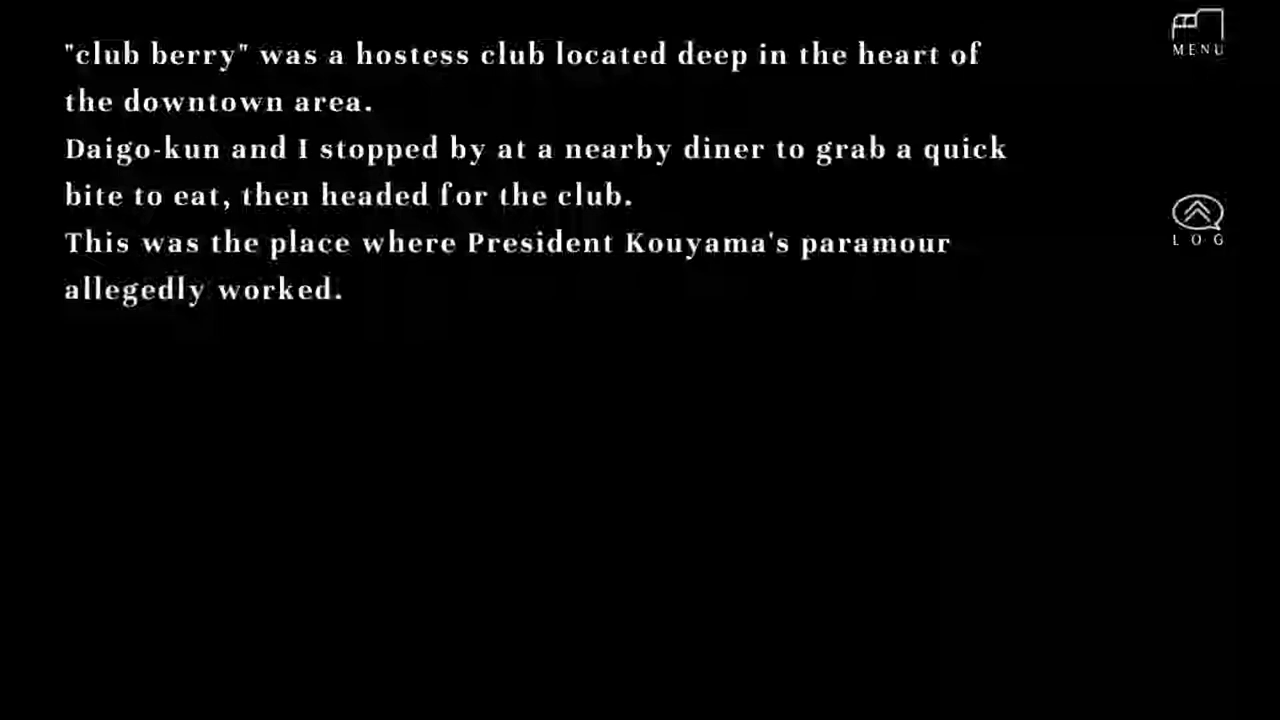 "club berry" was a hostess club located deep in the heart of
the downtown area.
Daigo-kun and I stopped by at a nearby diner to grab a quick
bite to eat, then headed for the club.
This was the place where President Kouyama's paramour
allegedly worked.
MENU
LOG